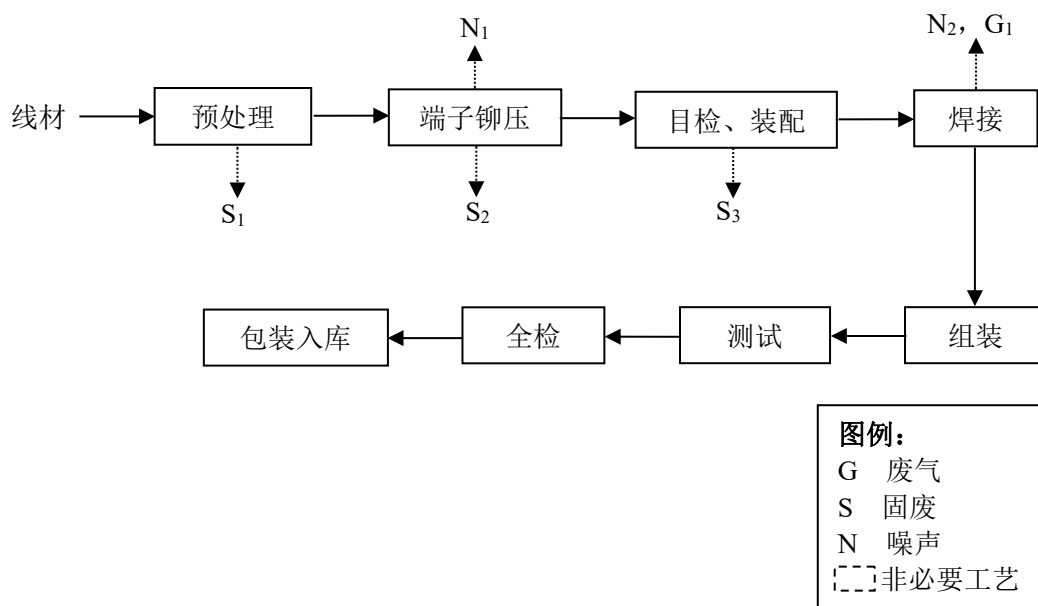 N₁
N₂，G₁
线材
预处理
端子铆压
目检、装配
焊接
S₁
S₂
S₃
包装入库
全检
测试
组装
图例：
G 废气
S 固废
N 噪声
非必要工艺